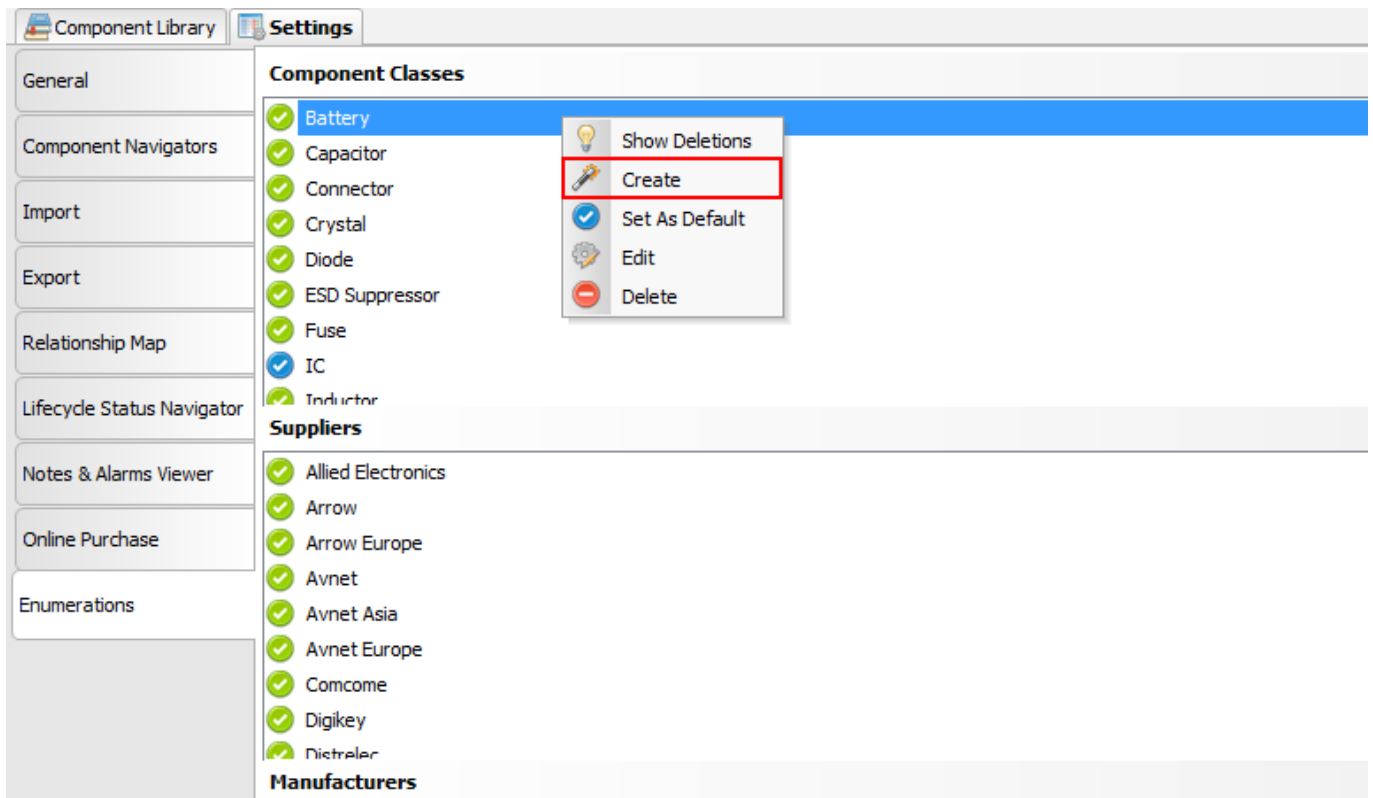 Component Library
Settings
General
Component Navigators
Import
Export
Relationship Map
Lifecycle Status Navigator
Notes & Alarms Viewer
Online Purchase
Enumerations
Component Classes
Battery
Capacitor
Connector
Crystal
Diode
ESD Suppressor
Fuse
IC
Inductor
Show Deletions
Create
Set As Default
Edit
Delete
Suppliers
Allied Electronics
Arrow
Arrow Europe
Avnet
Avnet Asia
Avnet Europe
Comcome
Digikey
Distrelec
Manufacturers